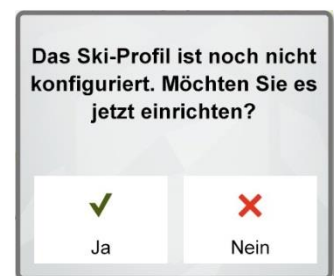 Das Ski-Profil ist noch nicht
konfiguriert. Möchten Sie es
jetzt einrichten?
Ja
Nein